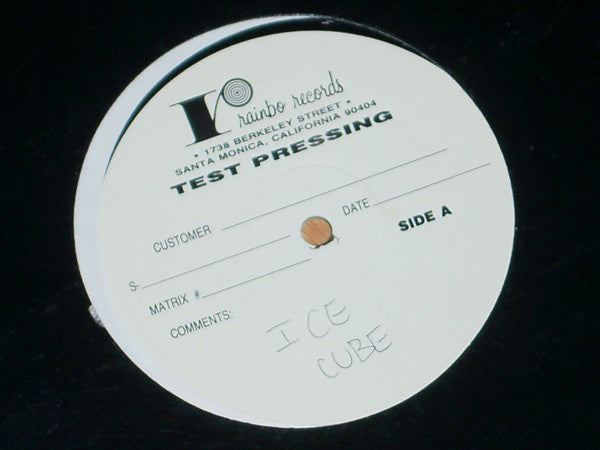 r
rainbo records
• 1738 BERKELEY STREET •
SANTA MONICA, CALIFORNIA 90404
TEST PRESSING
CUSTOMER
S- DATE
SIDE A
MATRIX #
COMMENTS:
ICE
CUBE